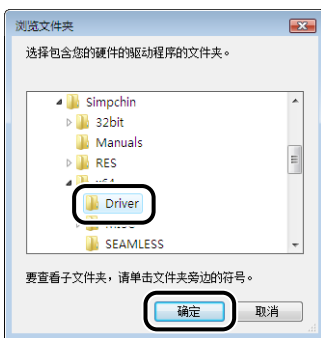 浏览文件夹
选择包含您的硬件的驱动程序的文件夹。
Simpchin
32bit
Manuals
RES
x64
Driver
SEAMLESS
要查看子文件夹，请单击文件夹旁边的符号。
确定 取消